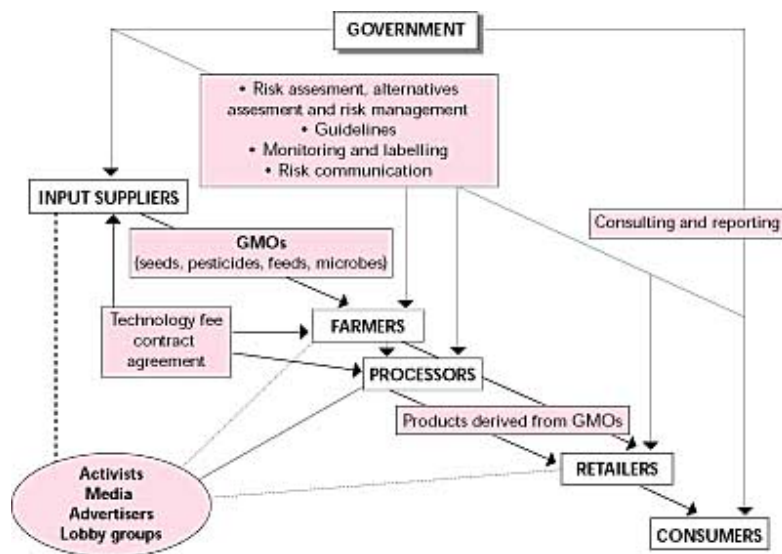 GOVERNMENT
• Risk assesment, alternatives
assesment and risk management
• Guidelines
• Monitoring and labelling
• Risk communication
INPUT SUPPLIERS
Consulting and reporting
GMOs
(seeds, pesticides, feeds, microbes)
Technology fee
contract
agreement
FARMERS
PROCESSORS
Products derived from GMOs
RETAILERS
Activists
Media
Advertisers
Lobby groups
CONSUMERS